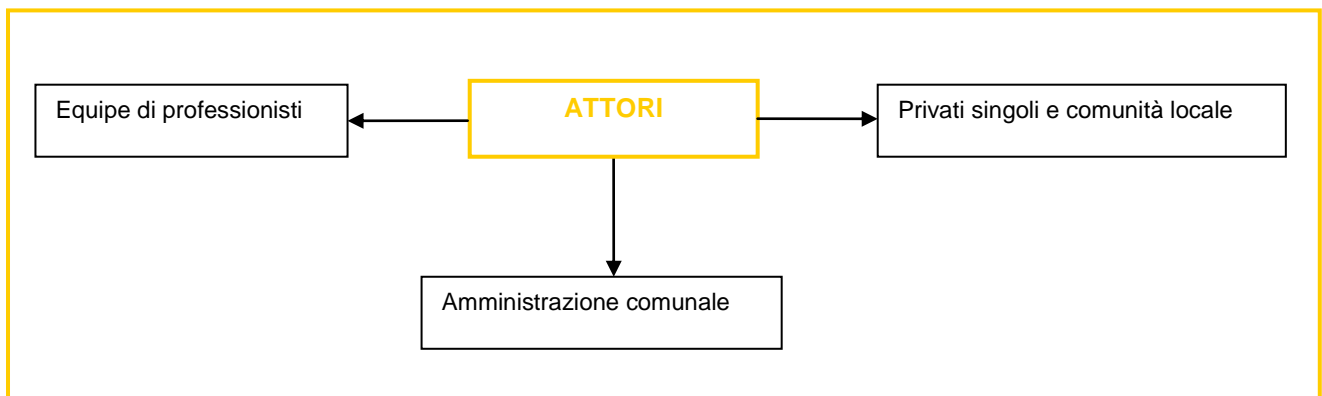 Equipe di professionisti
ATTORI
Privati singoli e comunità locale
Amministrazione comunale